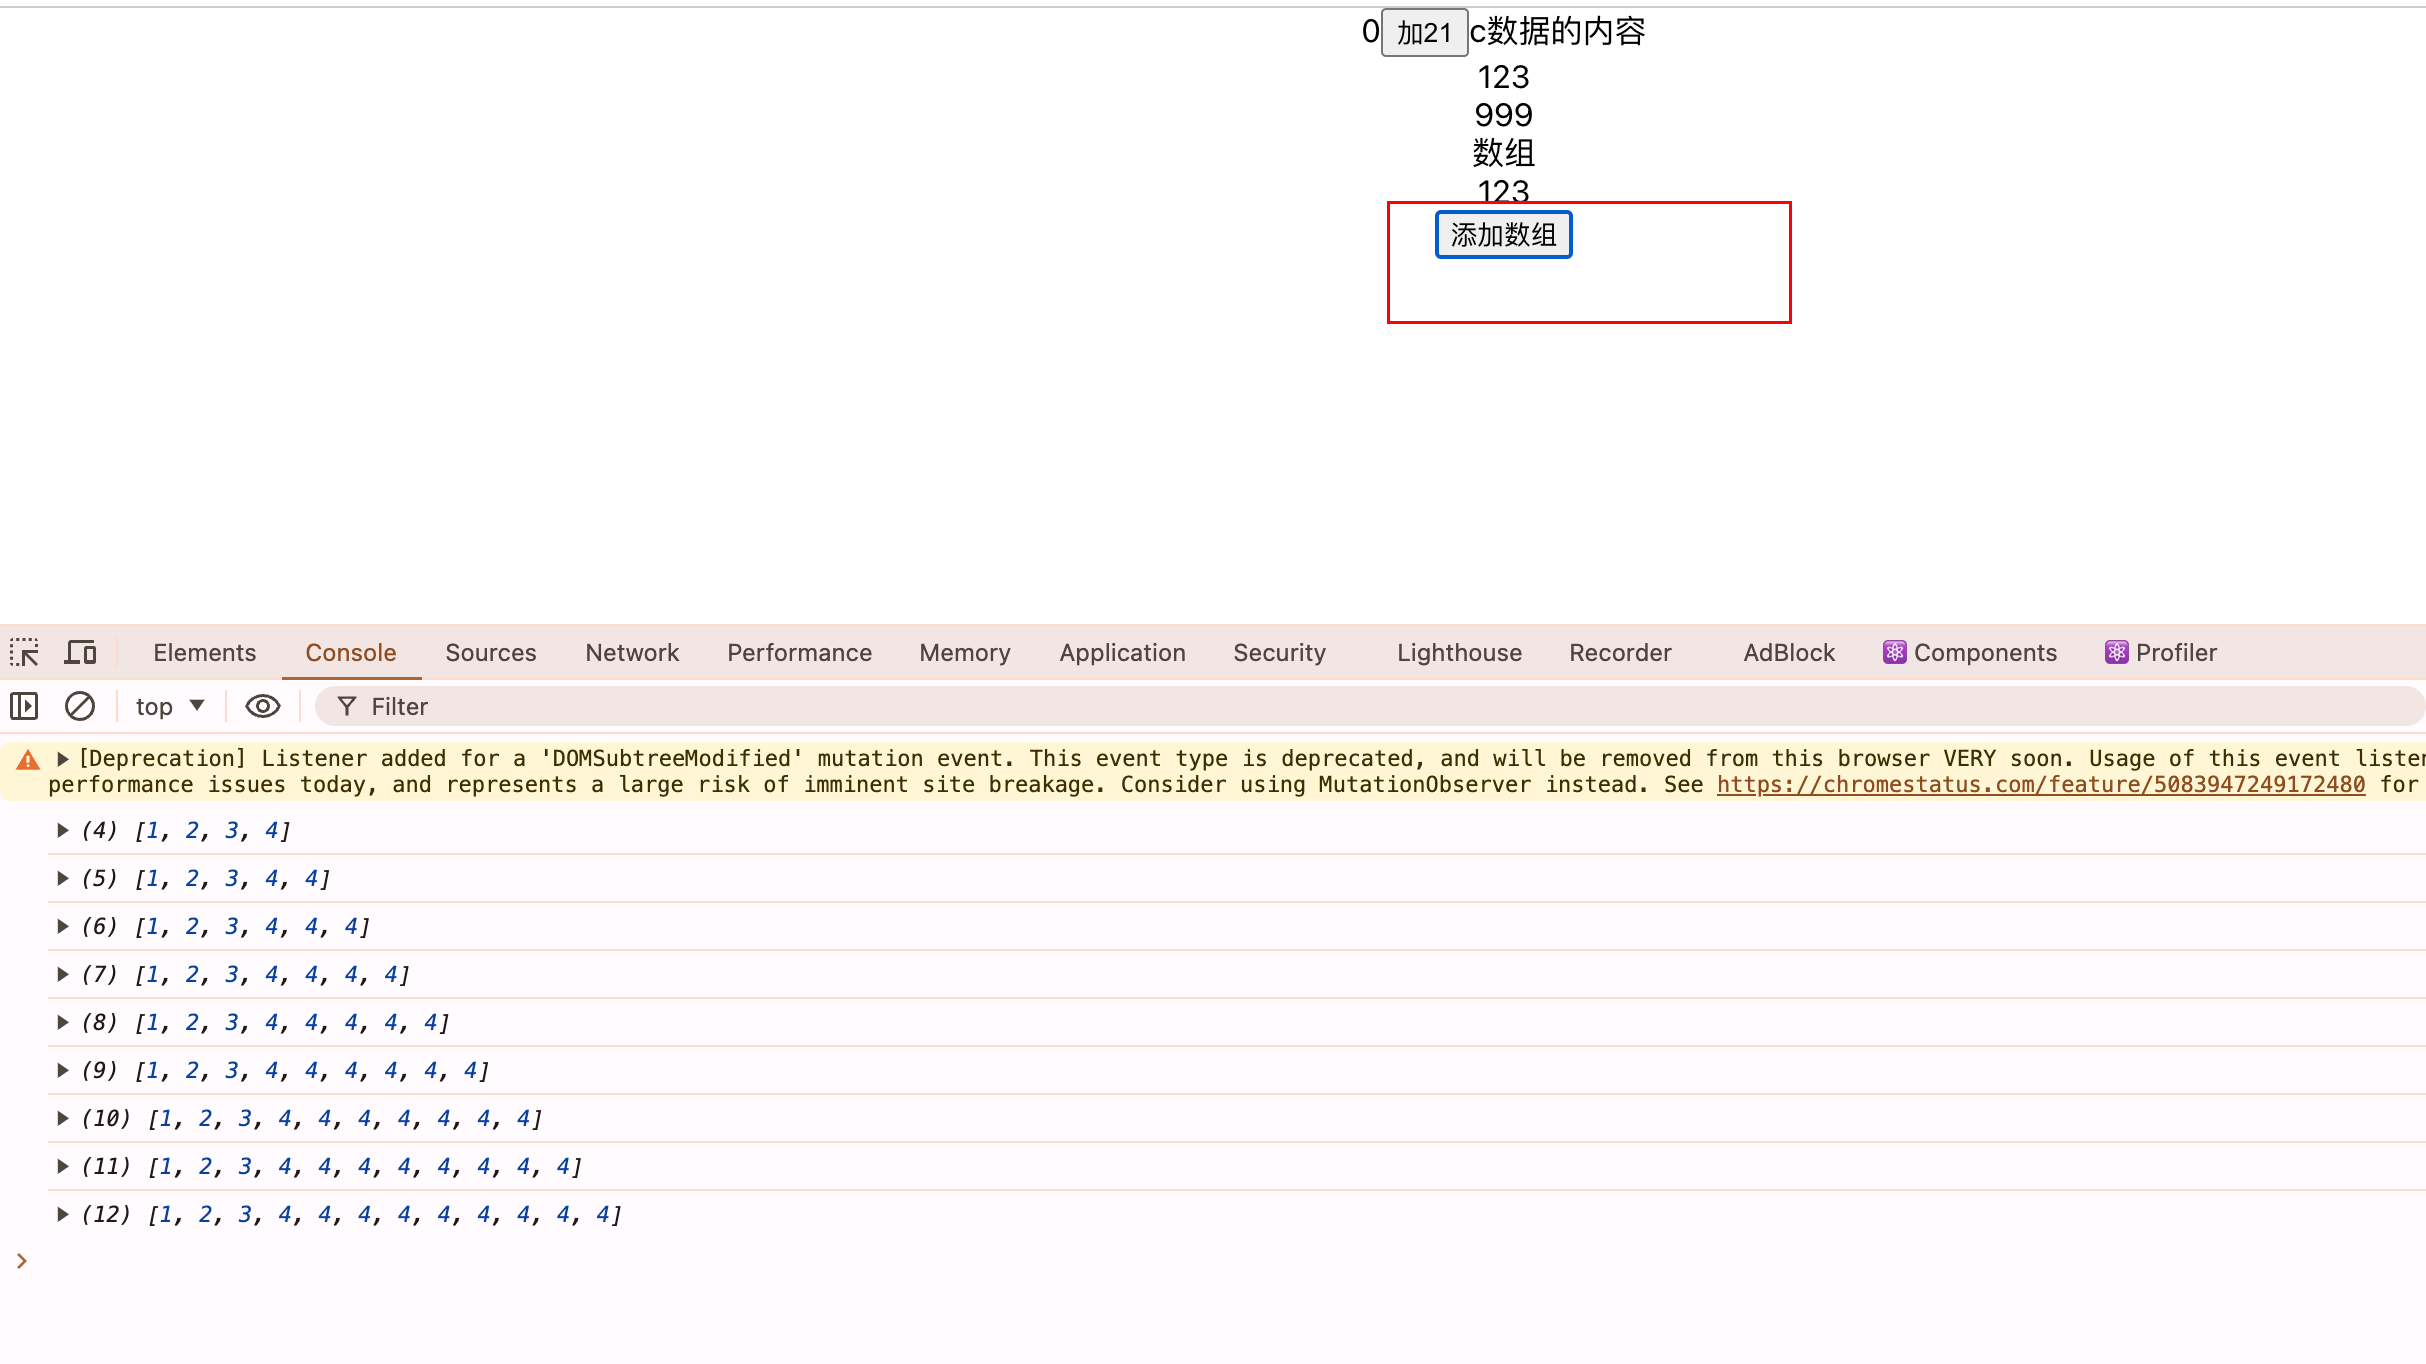 0 加21 c数据的内容
123
999
数组
123
添加数组
Elements Console Sources Network Performance Memory Application Security Lighthouse Recorder AdBlock Components Profiler
top Filter
[Deprecation] Listener added for a 'DOMSubtreeModified' mutation event. This event type is deprecated, and will be removed from this browser VERY soon. Usage of this event
performance issues today, and represents a large risk of imminent site breakage. Consider using MutationObserver instead. See https://chromestatus.com/feature/5083947249172480 for
(4) [1, 2, 3, 4]
(5) [1, 2, 3, 4, 4]
(6) [1, 2, 3, 4, 4, 4]
(7) [1, 2, 3, 4, 4, 4, 4]
(8) [1, 2, 3, 4, 4, 4, 4, 4]
(9) [1, 2, 3, 4, 4, 4, 4, 4, 4]
(10) [1, 2, 3, 4, 4, 4, 4, 4, 4, 4]
(11) [1, 2, 3, 4, 4, 4, 4, 4, 4, 4, 4]
(12) [1, 2, 3, 4, 4, 4, 4, 4, 4, 4, 4, 4]